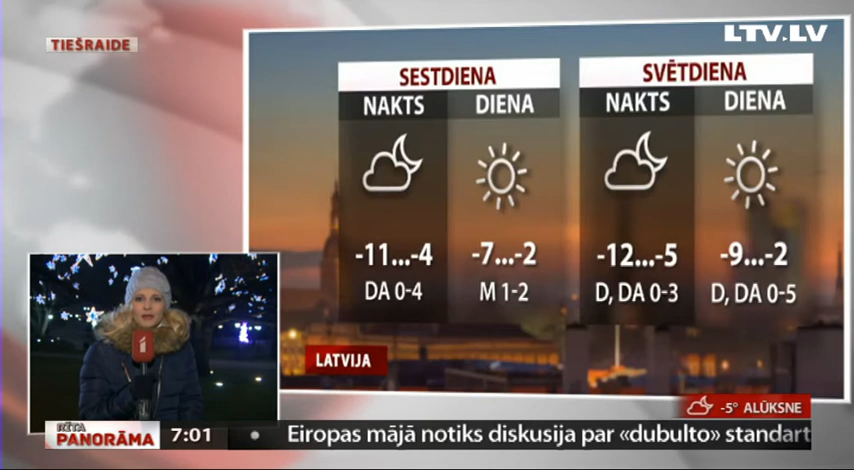 LTV.LV
TIEŠRAIDE
SESTDIENA SVĒTDIENA
NAKTS DIENA NAKTS DIENA
-11...-4 -7...-2 -12...-5 -9...-2
DA 0-4 M 1-2 D, DA 0-3 D, DA 0-5
LATVIJA
1
-5° ALŪKSNE
RĪTA
PANORĀMA 7:01 • Eiropas mājā notiks diskusija par «dubulto» standart